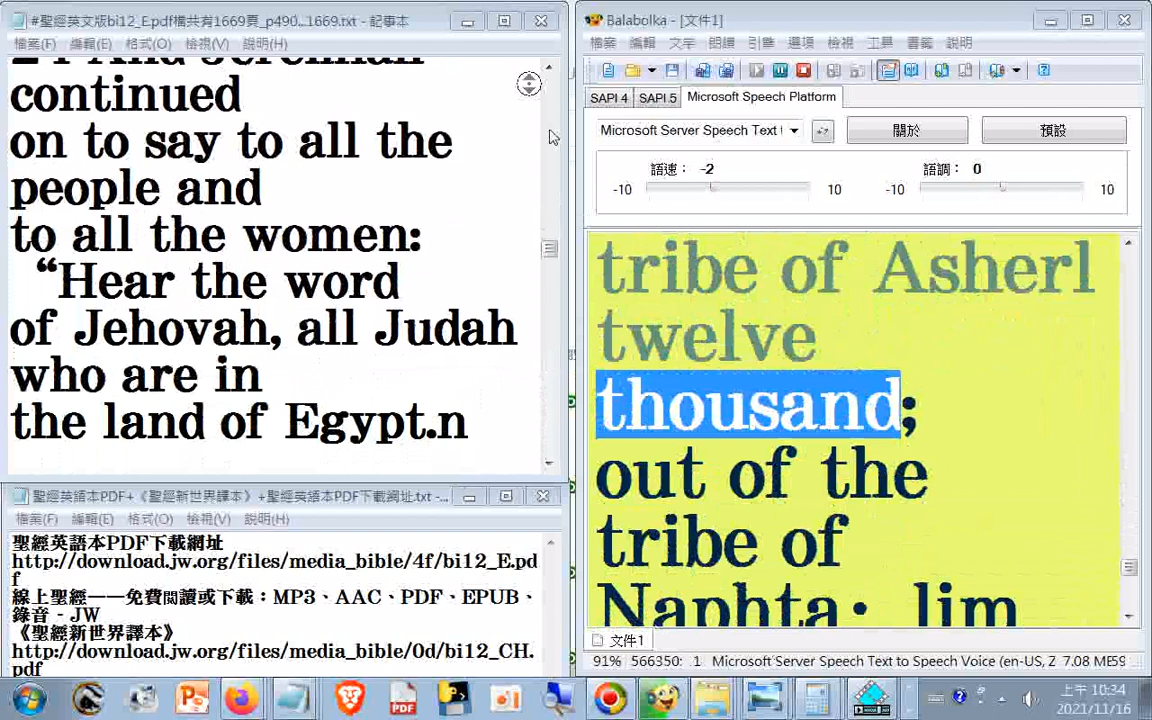 #聖經英文版bi12_E.pdf檔共有1669頁_p490...1669.txt - 記事本
檔案(F) 編輯(E) 格式(O) 檢視(V) 說明(H)
continued
on to say to all the
people and
to all the women:
“Hear the word
of Jehovah, all Judah
who are in
the land of Egypt.n
聖經英語本PDF+《聖經新世界譯本》+聖經英語本PDF下載網址.txt -...
檔案(F) 編輯(E) 格式(O) 檢視(V) 說明(H)
聖經英語本PDF下載網址
http://download.jw.org/files/media_bible/4f/bi12_E.pd
f
線上聖經——免費閱讀或下載：MP3、AAC、PDF、EPUB、
錄音 - JW
《聖經新世界譯本》
http://download.jw.org/files/media_bible/0d/bi12_CH.
pdf
Balabolka - [文件1]
檔案 編輯 文字 朗讀 引擎 選項 檢視 工具 書籤 說明
SAPI 4 SAPI 5 Microsoft Speech Platform
Microsoft Server Speech Text 關於 預設
語速： -2 語調： 0
-10 10 -10 10
tribe of Asherl
twelve
thousand;
out of the
tribe of
Naphta· lim
文件1
91% 566350: 1 Microsoft Server Speech Text to Speech Voice (en-US, Z 7.08 ME59
上午 10:34
2021/11/16